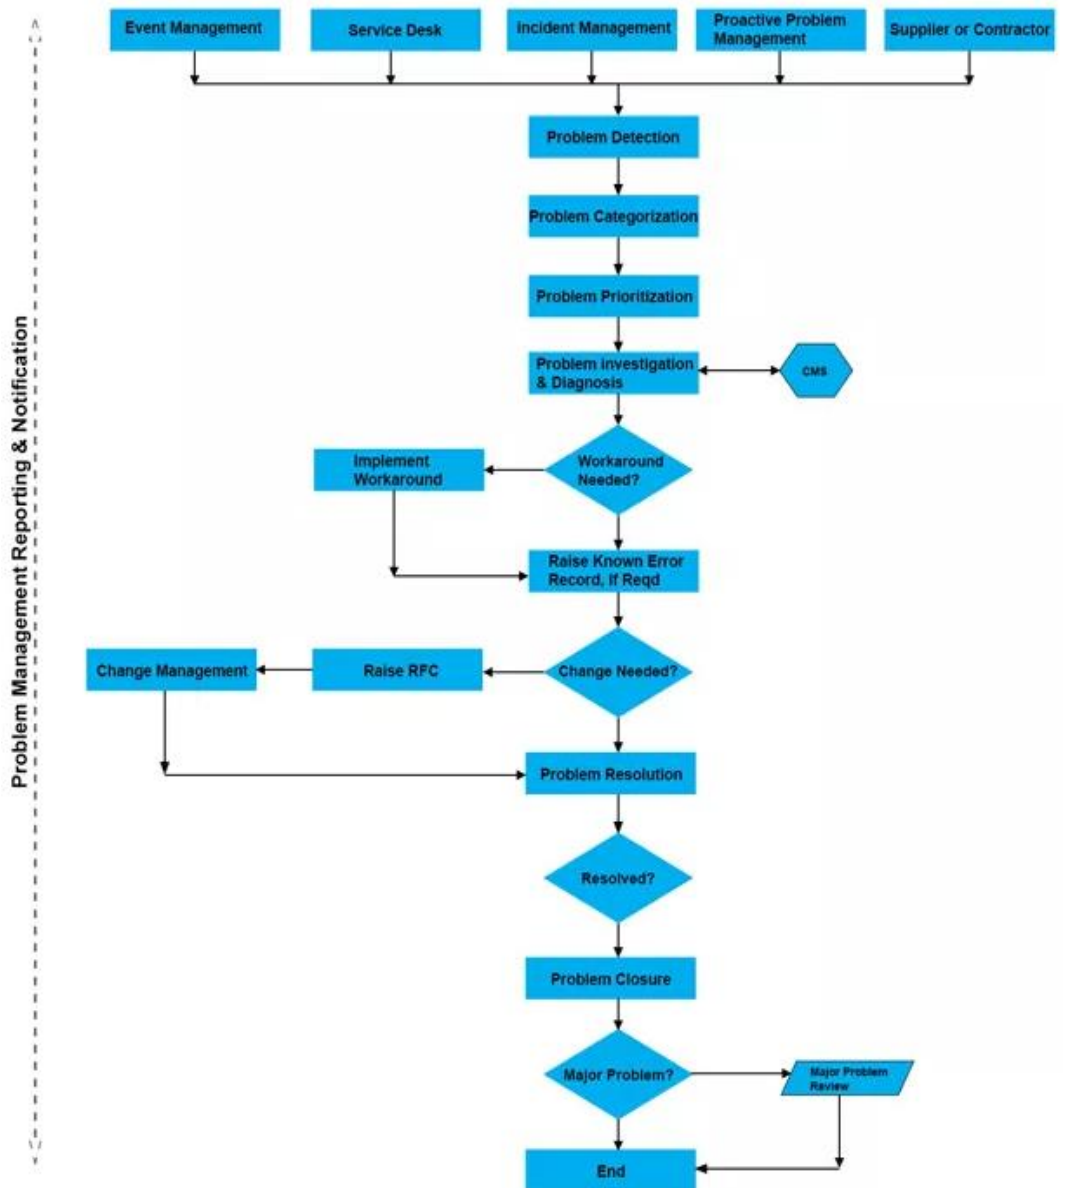 Event Management
Service Desk
Incident Management
Proactive Problem
Management
Supplier or Contractor
Problem Detection
Problem Categorization
Problem Prioritization
Problem investigation
& Diagnosis
CMS
Workaround
Needed?
Implement
Workaround
Raise Known Error
Record, If Reqd
Change Needed?
Raise RFC
Change Management
Problem Resolution
Resolved?
Problem Closure
Major Problem?
Major Problem
Review
End
Problem Management Reporting & Notification